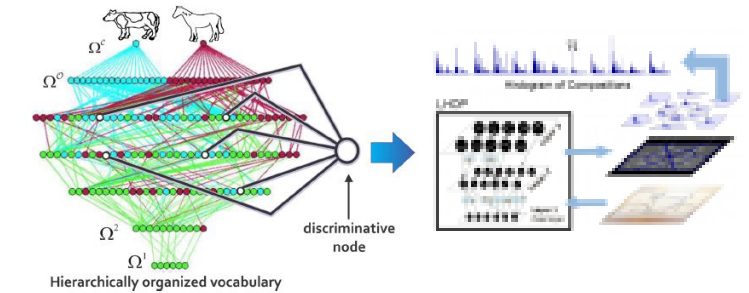 Ω^C
Ω^O
Ω^2
Ω^1
Hierarchically organized vocabulary
discriminative
node
Histogram of Compositions
LHOP